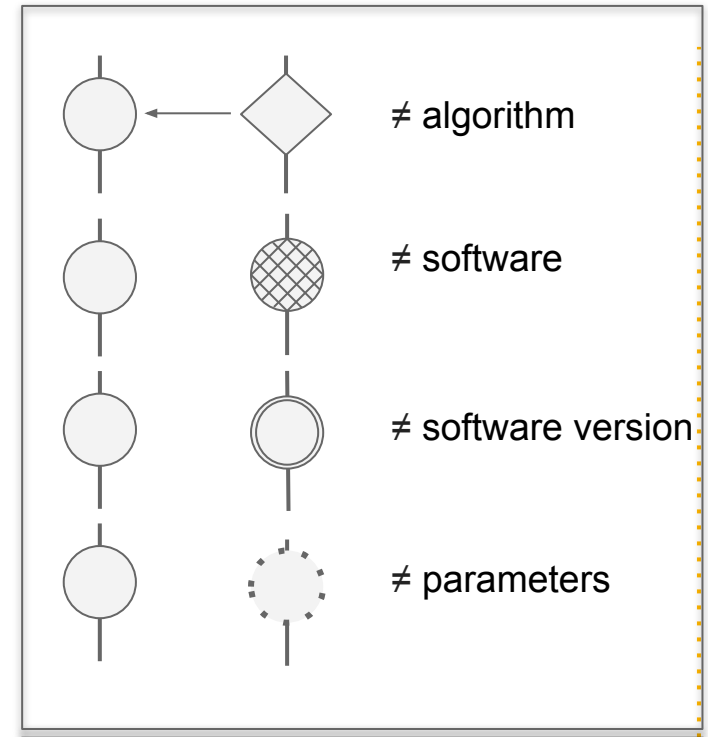 ≠ algorithm
≠ software
≠ software version
≠ parameters